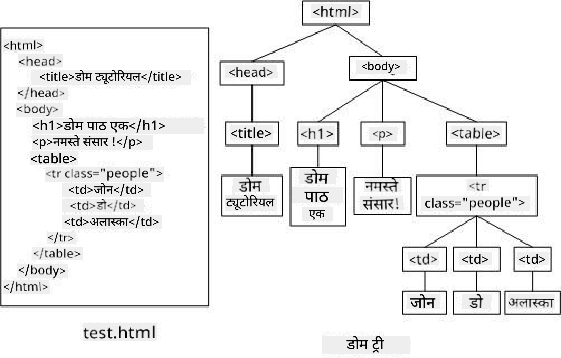 <html>
<head>
<title>डोम ट्यूटोरियल</title>
</head>
<body>
<h1>डोम पाठ एक</h1>
<p>नमस्ते संसार !</p>
<table>
<tr class="people">
<td>जोन</td>
<td>डो</td>
<td>अलास्का</td>
</tr>
</table>
</body>
</html>
test.html
<html>
<head>
<body>
<title>
<h1>
<p>
<table>
डोम
ट्यूटोरियल
डोम
पाठ
एक
नमस्ते
संसार!
<tr
class="people">
<td>
<td>
<td>
जोन
डो
अलास्का
डोम ट्री